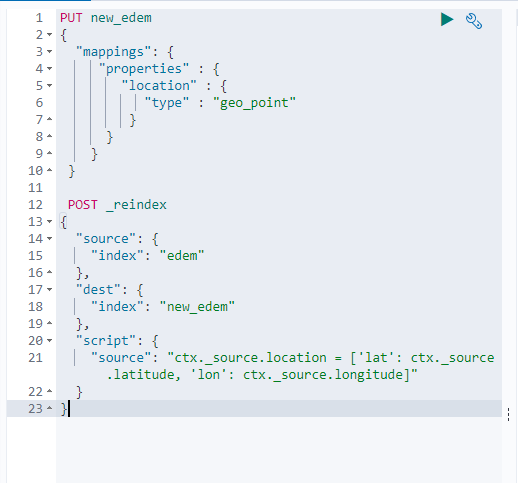 1 PUT new_edem
2 {
3 "mappings": {
4 "properties" : {
5 "location" : {
6 "type" : "geo_point"
7 }
8 }
9 }
10 }
11
12 POST _reindex
13 {
14 "source": {
15 "index": "edem"
16 },
17 "dest": {
18 "index": "new_edem"
19 },
20 "script": {
21 "source": "ctx._source.location = ['lat': ctx._source
.latitude, 'lon': ctx._source.longitude]"
22 }
23 }